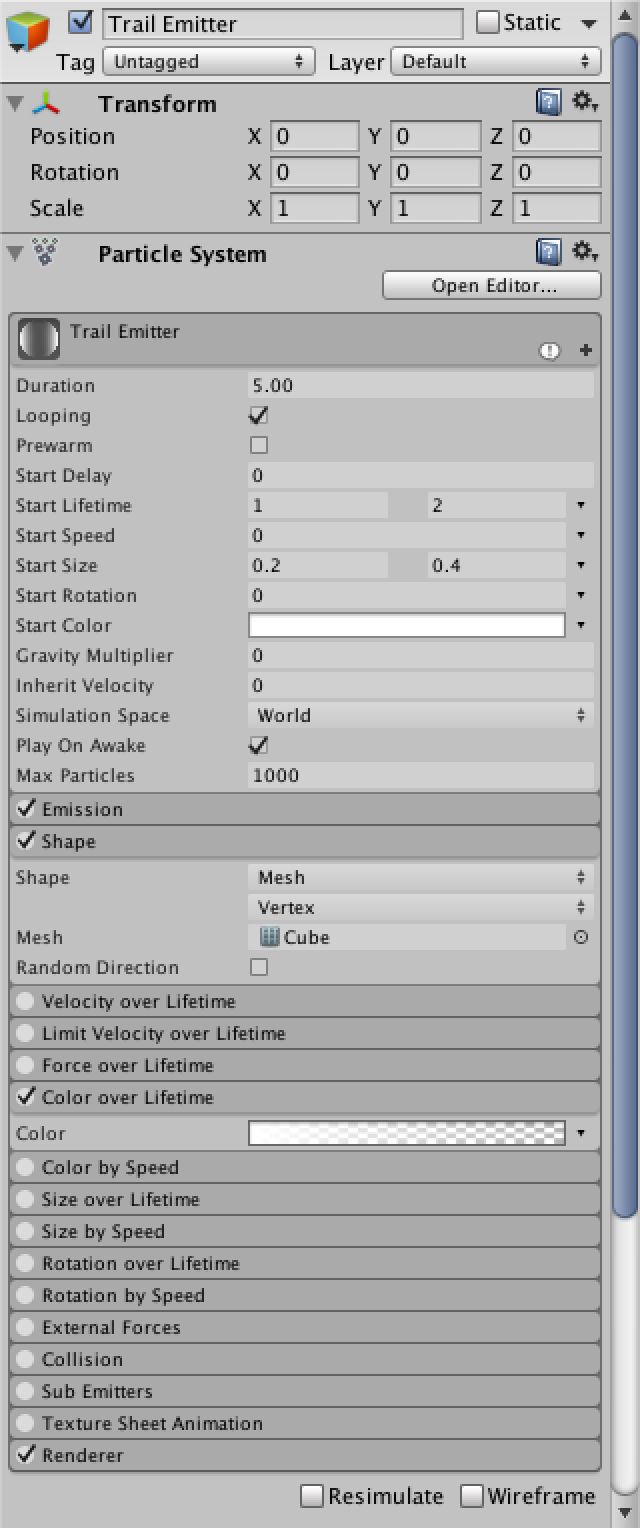 Trail Emitter Static
Tag Untagged Layer Default
Transform
Position X 0 Y 0 Z 0
Rotation X 0 Y 0 Z 0
Scale X 1 Y 1 Z 1
Particle System
Open Editor...
Trail Emitter
Duration 5.00
Looping
Prewarm
Start Delay 0
Start Lifetime 1 2
Start Speed 0
Start Size 0.2 0.4
Start Rotation 0
Start Color
Gravity Multiplier 0
Inherit Velocity 0
Simulation Space World
Play On Awake
Max Particles 1000
Emission
Shape
Shape Mesh
Vertex
Mesh Cube
Random Direction
Velocity over Lifetime
Limit Velocity over Lifetime
Force over Lifetime
Color over Lifetime
Color
Color by Speed
Size over Lifetime
Size by Speed
Rotation over Lifetime
Rotation by Speed
External Forces
Collision
Sub Emitters
Texture Sheet Animation
Renderer
Resimulate Wireframe